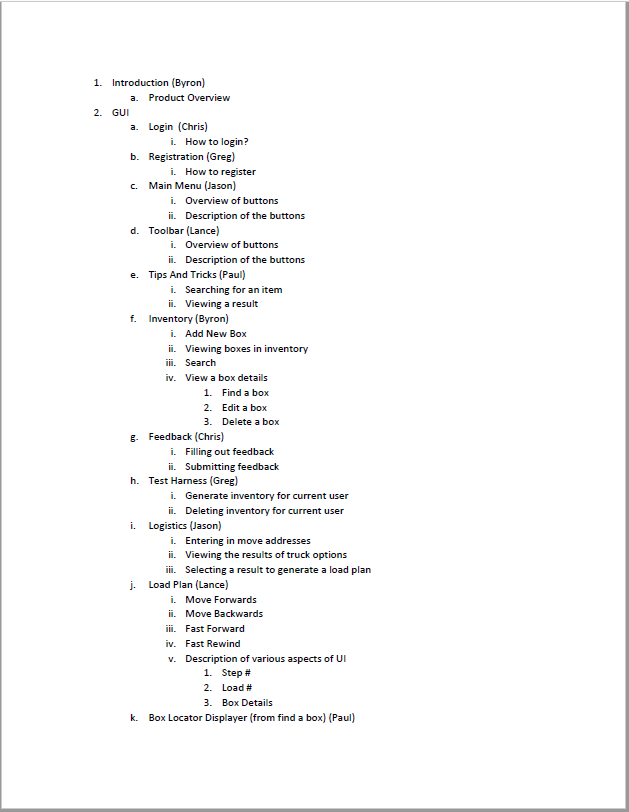 1. Introduction (Byron)
a. Product Overview
2. GUI
a. Login (Chris)
i. How to login?
b. Registration (Greg)
i. How to register
c. Main Menu (Jason)
i. Overview of buttons
ii. Description of the buttons
d. Toolbar (Lance)
i. Overview of buttons
ii. Description of the buttons
e. Tips And Tricks (Paul)
i. Searching for an item
ii. Viewing a result
f. Inventory (Byron)
i. Add New Box
ii. Viewing boxes in inventory
iii. Search
iv. View a box details
1. Find a box
2. Edit a box
3. Delete a box
g. Feedback (Chris)
i. Filling out feedback
ii. Submitting feedback
h. Test Harness (Greg)
i. Generate inventory for current user
ii. Deleting inventory for current user
i. Logistics (Jason)
i. Entering in move addresses
ii. Viewing the results of truck options
iii. Selecting a result to generate a load plan
j. Load Plan (Lance)
i. Move Forwards
ii. Move Backwards
iii. Fast Forward
iv. Fast Rewind
v. Description of various aspects of UI
1. Step #
2. Load #
3. Box Details
k. Box Locator Displayer (from find a box) (Paul)